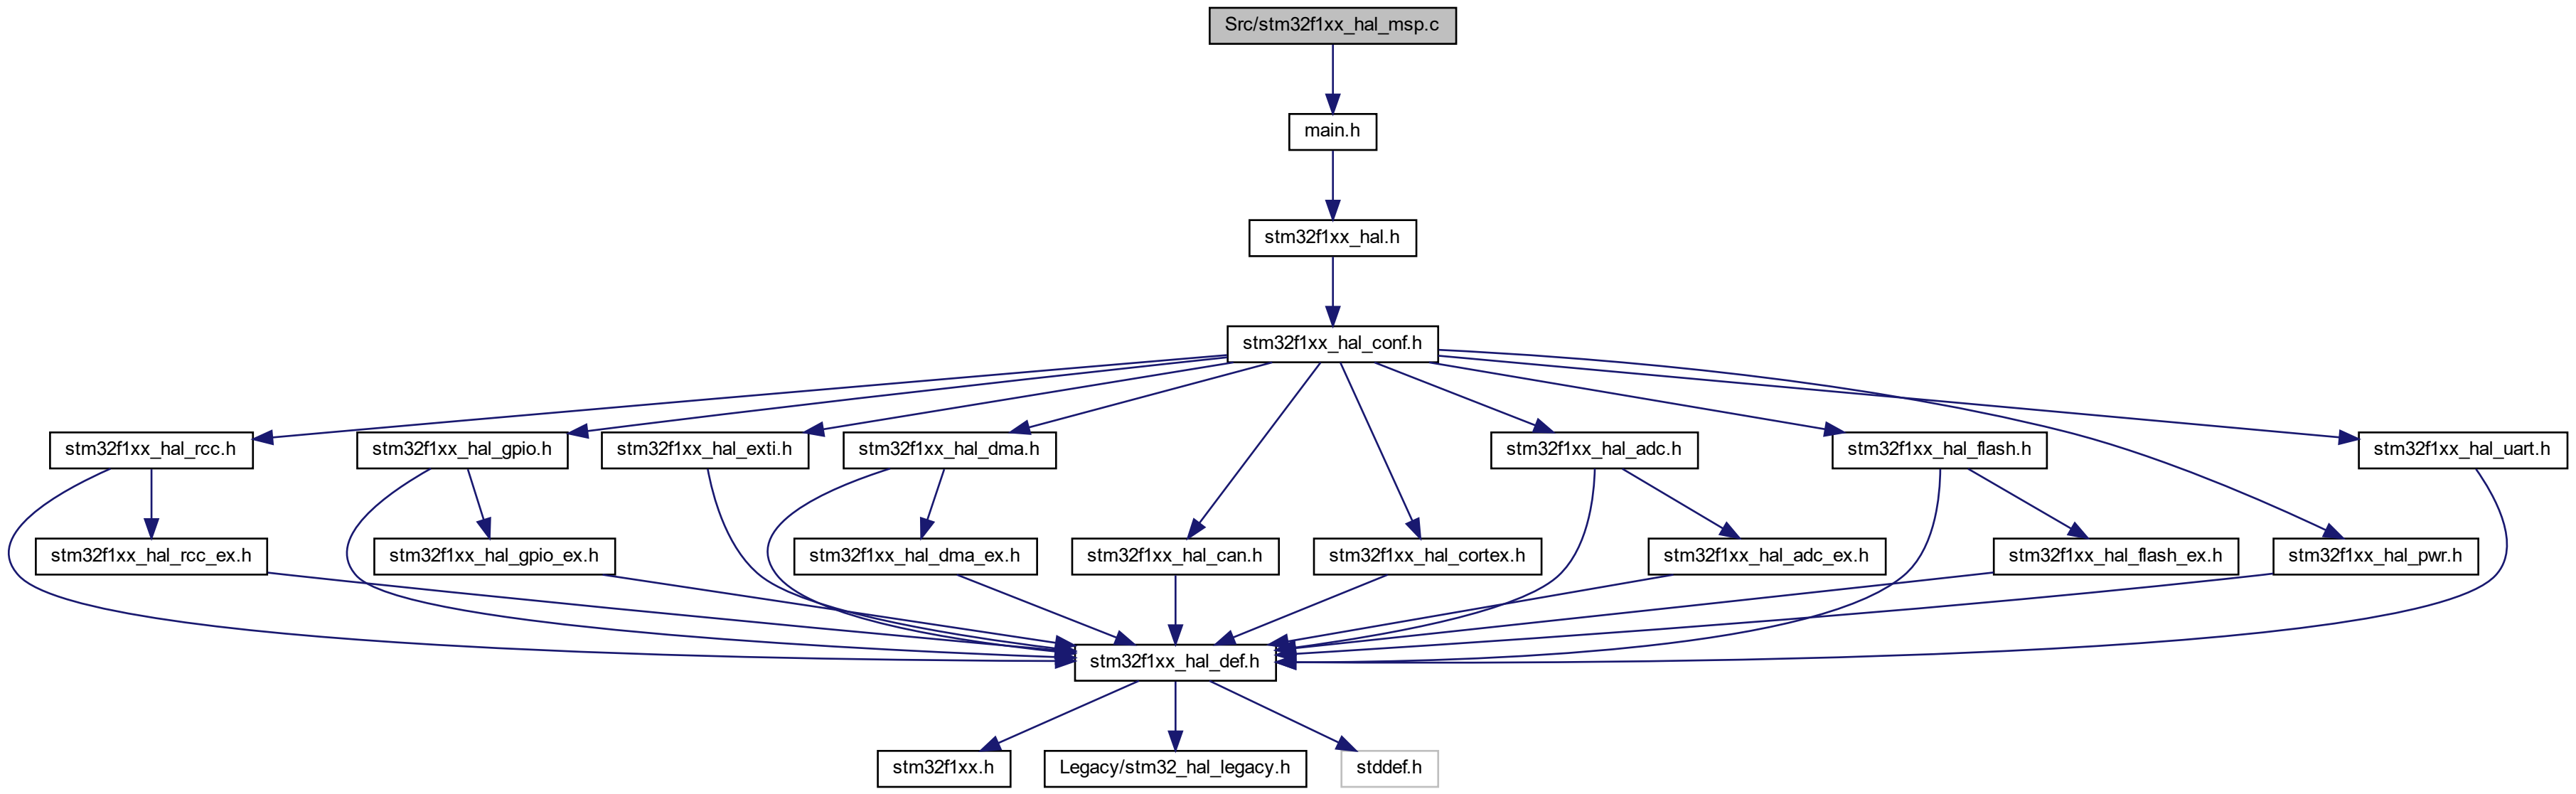 Src/stm32f1xx_hal_msp.c
main.h
stm32f1xx_hal.h
stm32f1xx_hal_conf.h
stm32f1xx_hal_rcc.h
stm32f1xx_hal_gpio.h
stm32f1xx_hal_exti.h
stm32f1xx_hal_dma.h
stm32f1xx_hal_adc.h
stm32f1xx_hal_flash.h
stm32f1xx_hal_uart.h
stm32f1xx_hal_rcc_ex.h
stm32f1xx_hal_gpio_ex.h
stm32f1xx_hal_dma_ex.h
stm32f1xx_hal_can.h
stm32f1xx_hal_cortex.h
stm32f1xx_hal_adc_ex.h
stm32f1xx_hal_flash_ex.h
stm32f1xx_hal_pwr.h
stm32f1xx_hal_def.h
stm32f1xx.h
Legacy/stm32_hal_legacy.h
stddef.h